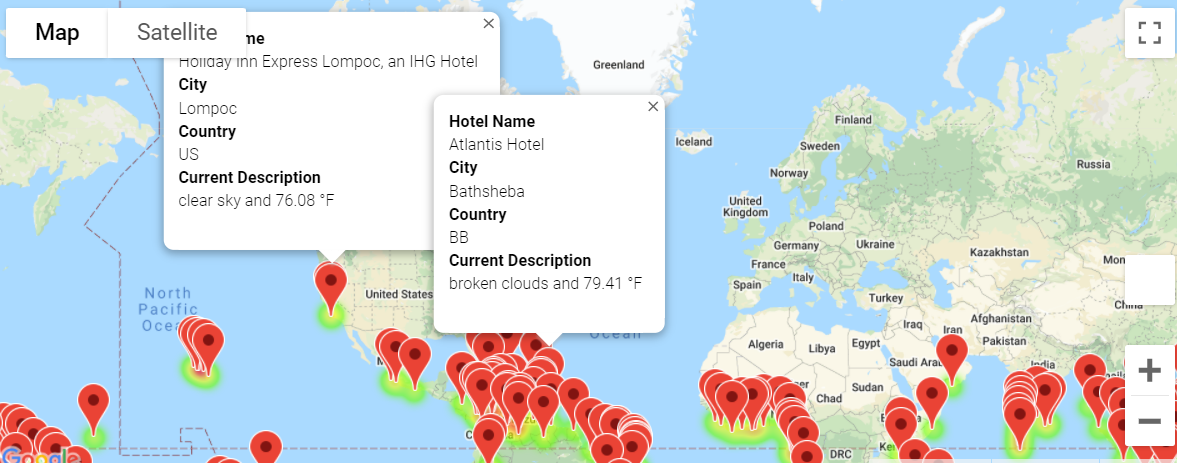 Map
Satellite
me
Holiday Inn Express Lompoc, an IHG Hotel
City
Lompoc
Country
US
Current Description
clear sky and 76.08 °F
Hotel Name
Atlantis Hotel
City
Bathsheba
Country
BB
Current Description
broken clouds and 79.41 °F
Greenland
Iceland
Finland
Sweden
Norway
Russia
United
Kingdom
Poland
Germany
Ukraine
France
Kazakhstan
Mon
Italy
Spain
Turkey
North
Pacific
Ocean
United States
Ocean
Afghanistan
Iraq
Iran
Pakistan
Algeria
Libya
Egypt
Saudi Ara
India
Sudan
Chad
DRC
Ke
Google